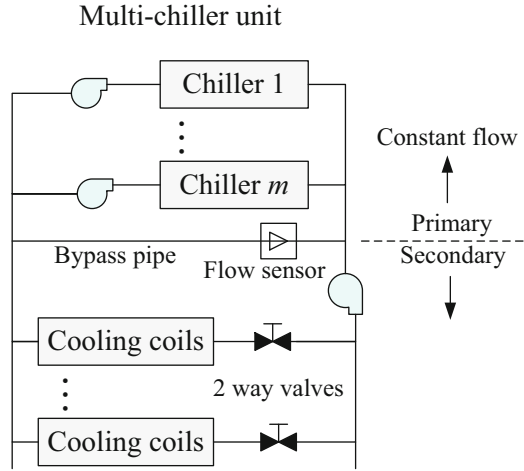 Multi-chiller unit
Chiller 1
Constant flow
Chiller m
Primary
Bypass pipe
Flow sensor
Secondary
Cooling coils
2 way valves
Cooling coils